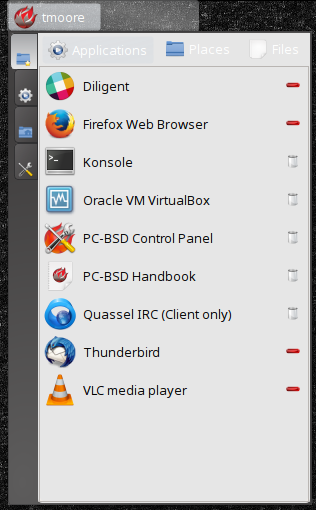 tmoore
Applications Places Files
Diligent
Firefox Web Browser
Konsole
Oracle VM VirtualBox
PC-BSD Control Panel
PC-BSD Handbook
Quassel IRC (Client only)
Thunderbird
VLC media player